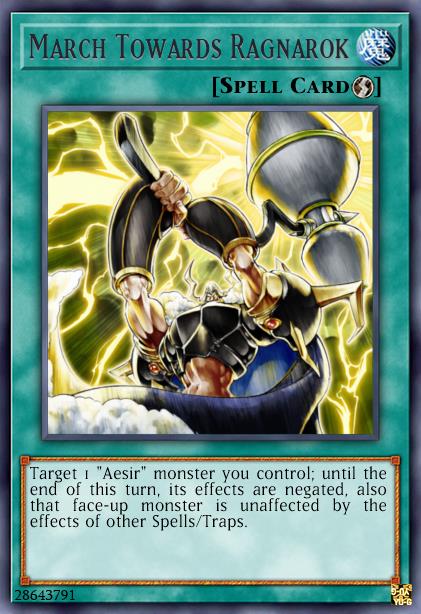 MARCH TOWARDS RAGNAROK 魔
[SPELL CARD]
Target 1 "Aesir" monster you control; until the
end of this turn, its effects are negated, also
that face-up monster is unaffected by the
effects of other Spells/Traps.
28643791